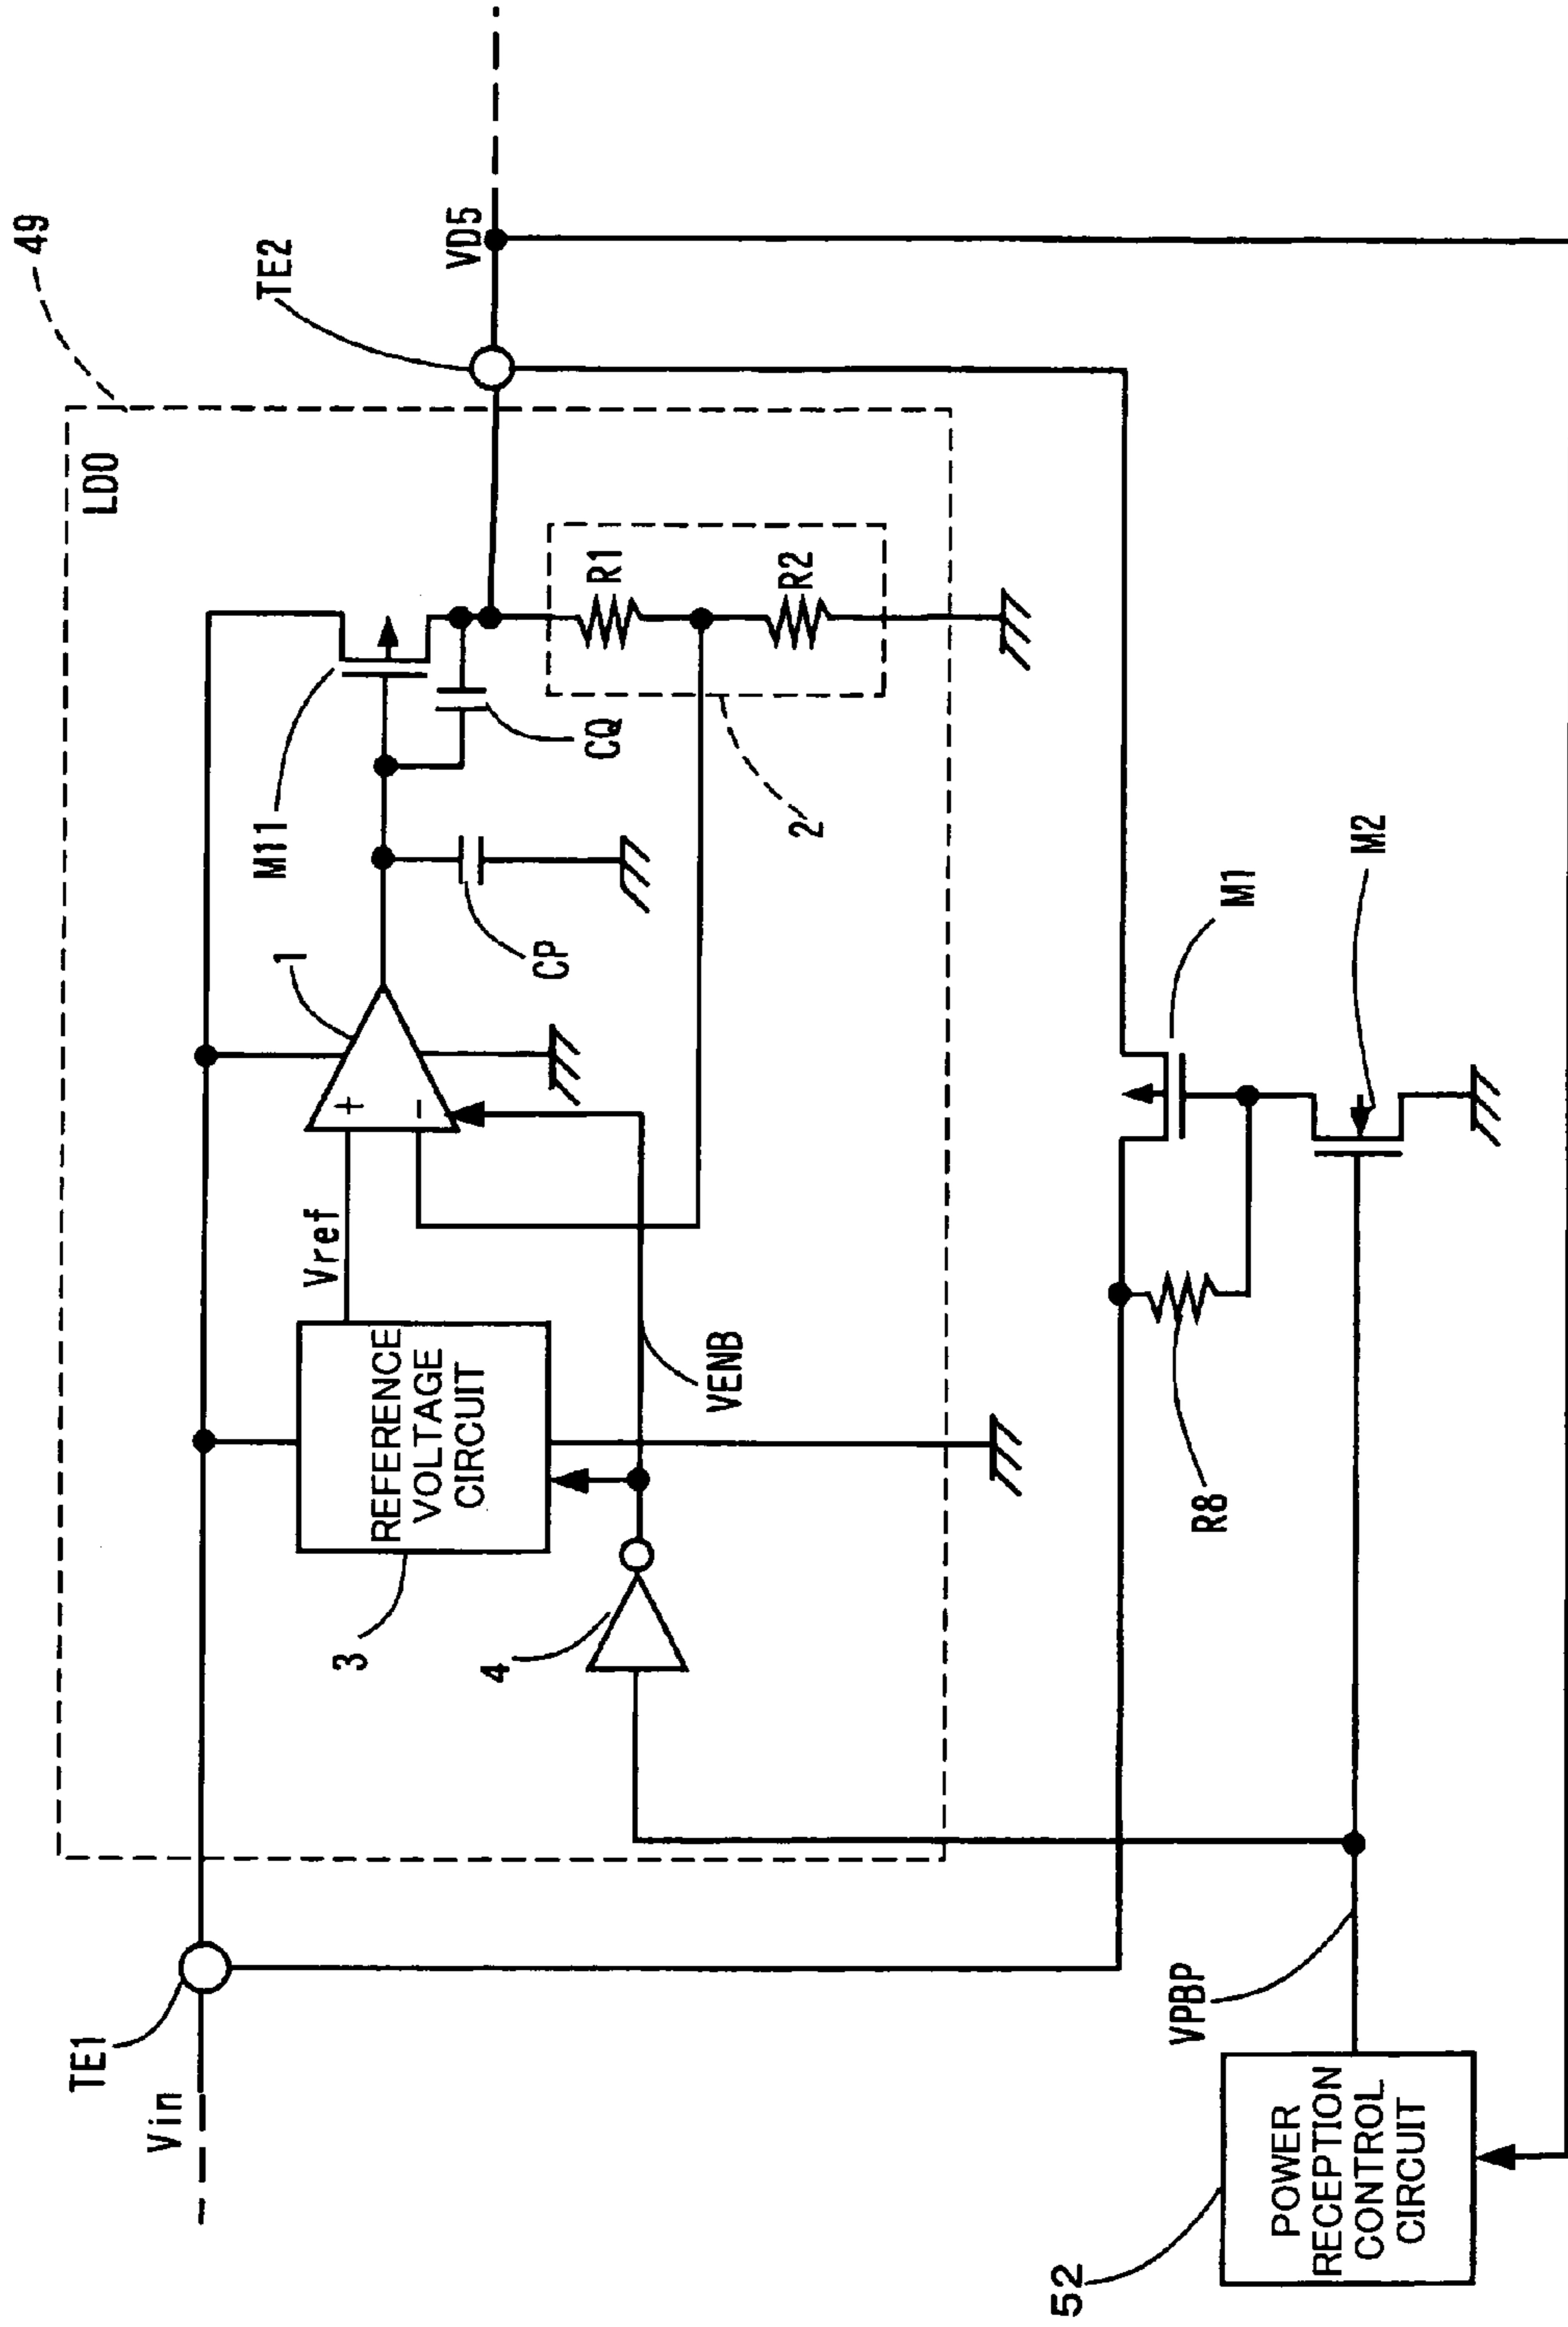 49
LDO
TE1
Vin
3
REFERENCE
VOLTAGE
CIRCUIT
Vref
1
+
-
M11
CP
CQ
R1
R2
2
TE2
VD5
4
VENB
R8
M1
M2
VPBP
52
POWER
RECEPTION
CONTROL
CIRCUIT